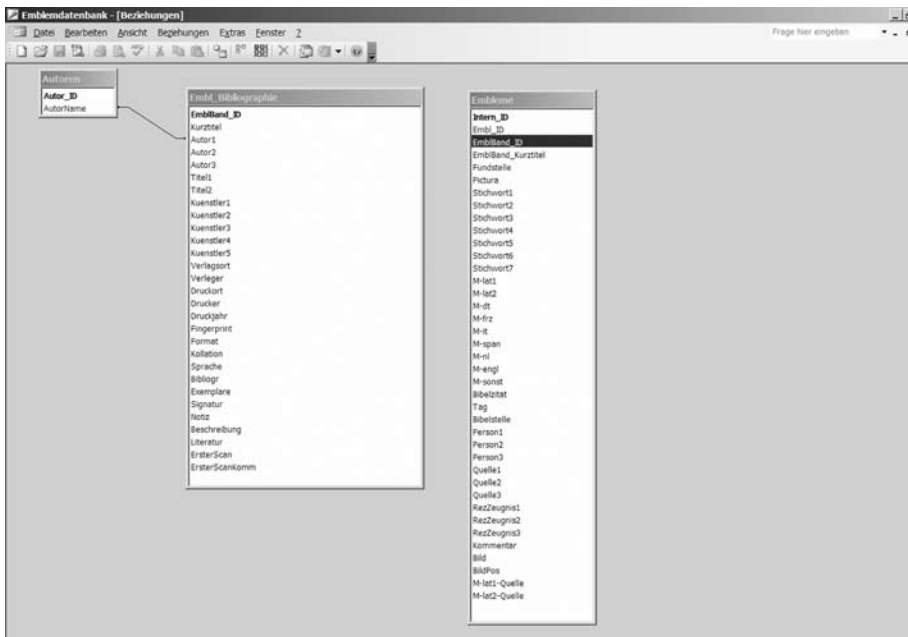 Emblemdatenbank - [Beziehungen]
Datei Bearbeiten Ansicht Beziehungen Extras Fenster ?
Frage hier eingeben
Autoren
Autor_ID
AutorName
Embl_Bibliographie
EmblBand_ID
Kurztitel
Autor1
Autor2
Autor3
Titel1
Titel2
Kuenstler1
Kuenstler2
Kuenstler3
Kuenstler4
Kuenstler5
Verlagsort
Verleger
Druckort
Drucker
Druckjahr
Fingerprint
Format
Kollation
Sprache
Bibliogr
Exemplare
Signatur
Notiz
Beschreibung
Literatur
ErsterScan
ErsterScanKomm
Embleme
Intern_ID
Embl_ID
EmblBand_ID
EmblBand_Kurztitel
Fundstelle
Pictura
Stichwort1
Stichwort2
Stichwort3
Stichwort4
Stichwort5
Stichwort6
Stichwort7
M-lat1
M-lat2
M-dt
M-frz
M-it
M-span
M-nl
M-engl
M-sonst
Bibelzitat
Tag
Bibelstelle
Person1
Person2
Person3
Quelle1
Quelle2
Quelle3
RezZeugnis1
RezZeugnis2
RezZeugnis3
Kommentar
Bild
BildPos
M-lat1-Quelle
M-lat2-Quelle